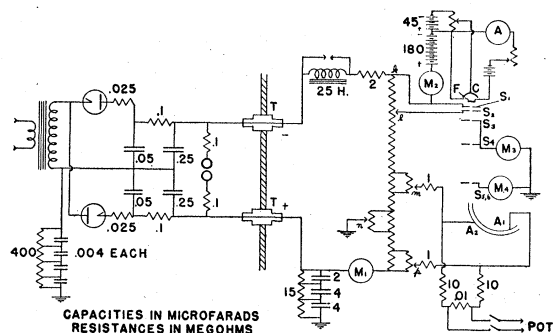 45
180
A
M2
F
C
S1
S2
S3
S4
M3
S5,6
M4
A1
A2
.025
.1
T
-
25 H.
2
k
l
.05
.25
.1
.05
.25
.1
T
+
.025
.1
m
1
n
400
.004 EACH
15
2
4
4
M1
p
1
10
.01
10
POT
CAPACITIES IN MICROFARADS
RESISTANCES IN MEGOHMS